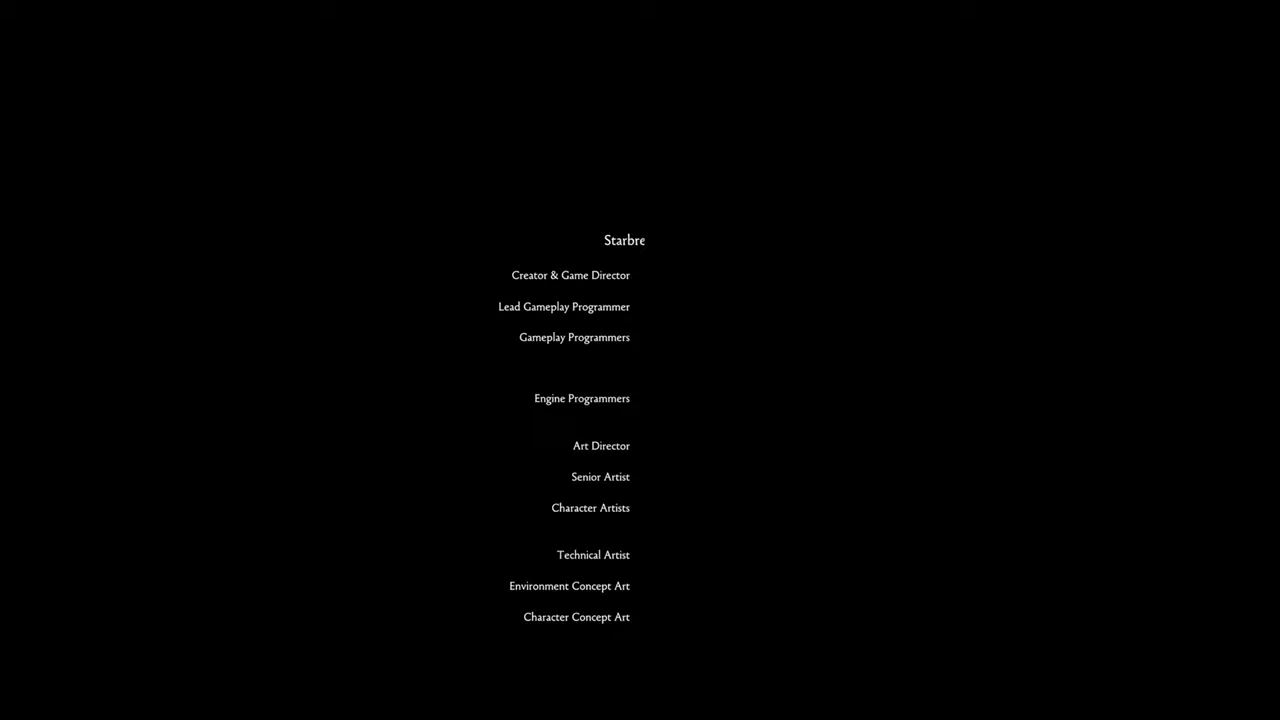 Starbre
Creator & Game Director
Lead Gameplay Programmer
Gameplay Programmers
Engine Programmers
Art Director
Senior Artist
Character Artists
Technical Artist
Environment Concept Art
Character Concept Art